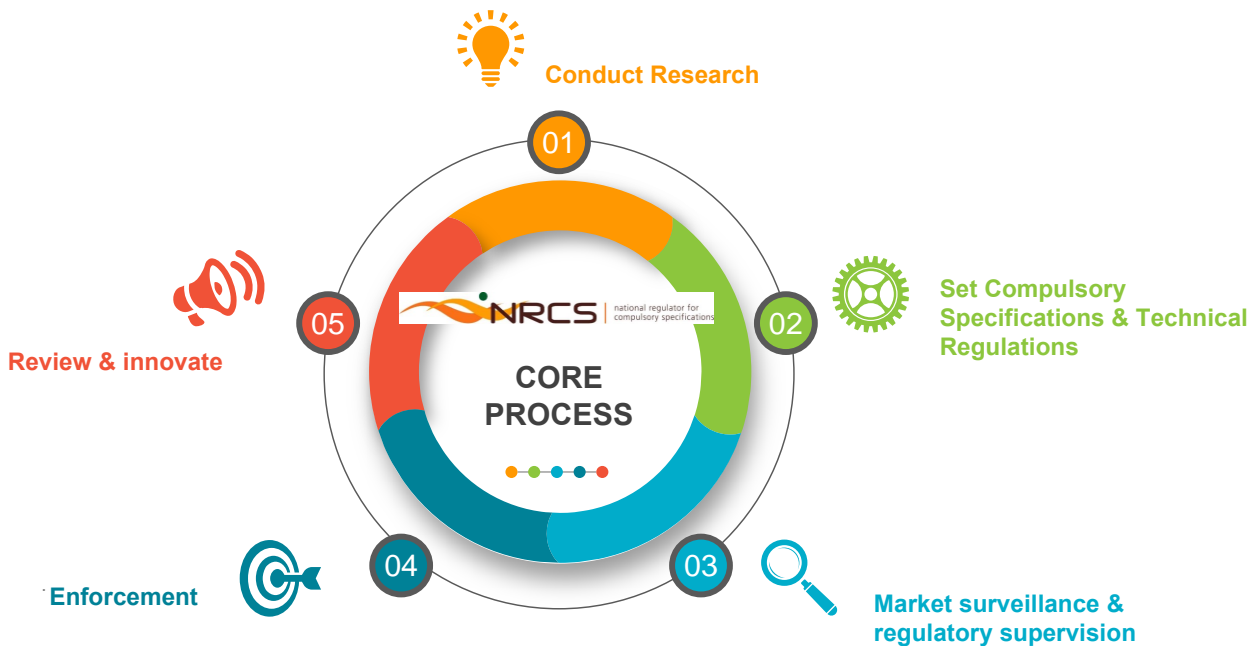 Conduct Research
01
02
Set Compulsory
Specifications & Technical
Regulations
NRCS
national regulator for
compulsory specifications
CORE
PROCESS
05
Review & innovate
04
Enforcement
03
Market surveillance &
regulatory supervision